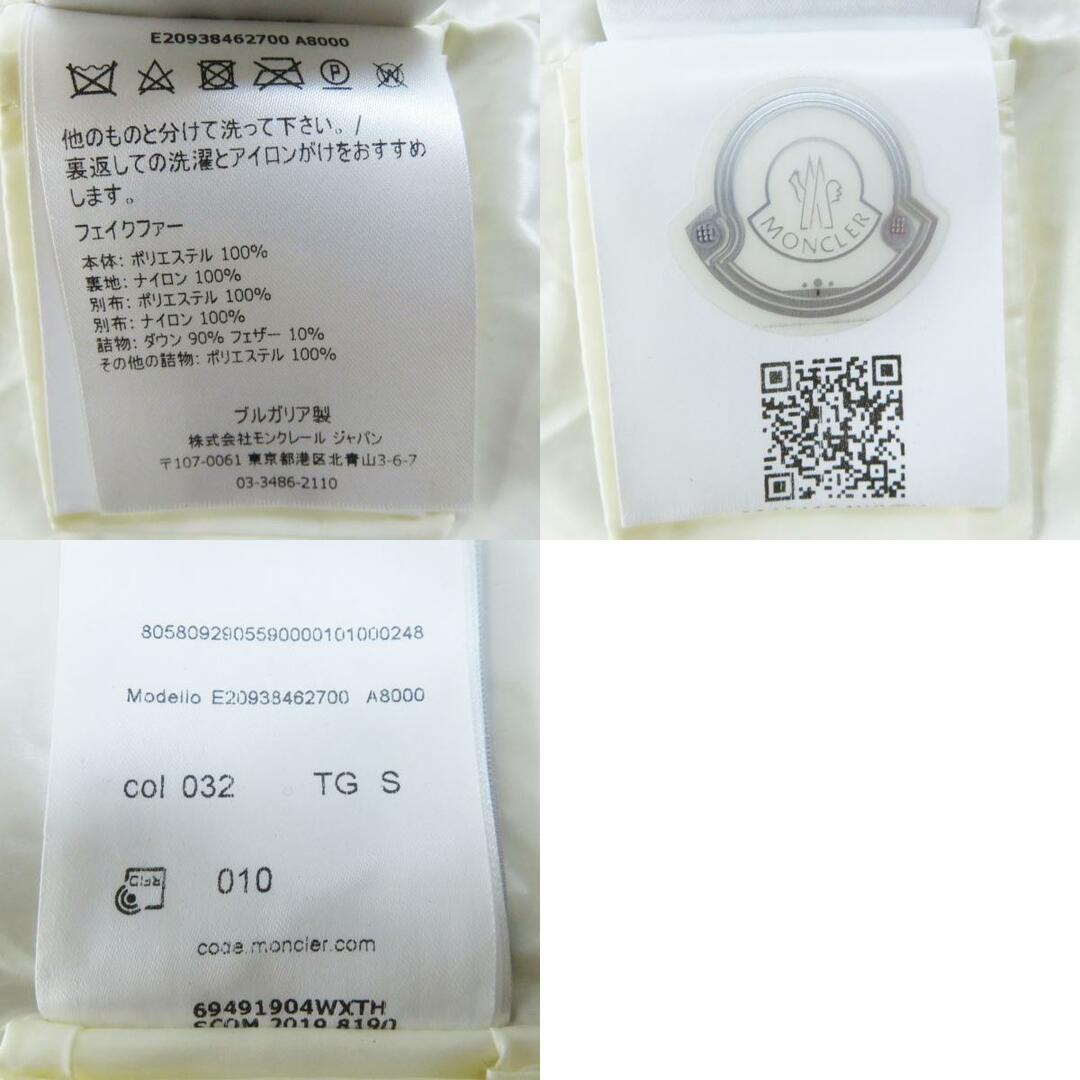 E20938462700 A8000
他のものと分けて洗って下さい。/
裏返しての洗濯とアイロンがけをおすすめ
します。
フェイクファー
本体: ポリエステル 100%
裏地: ナイロン 100%
別布: ポリエステル 100%
別布: ナイロン 100%
詰物: ダウン 90% フェザー 10%
その他の詰物: ポリエステル 100%
ブルガリア製
株式会社モンクレール ジャパン
〒107-0061 東京都港区北青山3-6-7
03-3486-2110
MONCLER
8058092905590000101000248
Modello E20938462700 A8000
col 032 TG S
RFID 010
code.moncler.com
69491904WXTH
SCOM 2019 8190